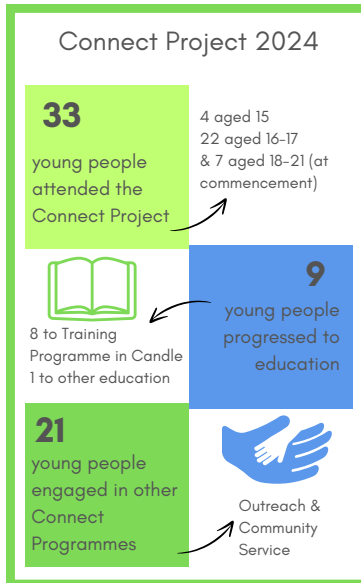 Connect Project 2024
33
young people
attended the
Connect Project
4 aged 15
22 aged 16-17
& 7 aged 18-21 (at
commencement)
9
young people
progressed to
education
8 to Training
Programme in Candle
1 to other education
21
young people
engaged in other
Connect
Programmes
Outreach &
Community
Service